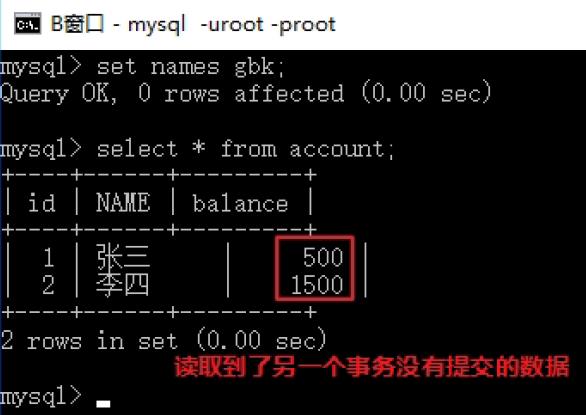 B窗口 - mysql -uroot -proot
mysql> set names gbk;
Query OK, 0 rows affected (0.00 sec)
mysql> select * from account;
+----+------+---------+
| id | NAME | balance |
+----+------+---------+
| 1 | 张三 | 500 |
| 2 | 李四 | 1500 |
+----+------+---------+
2 rows in set (0.00 sec)
读取到了另一个事务没有提交的数据
mysql>